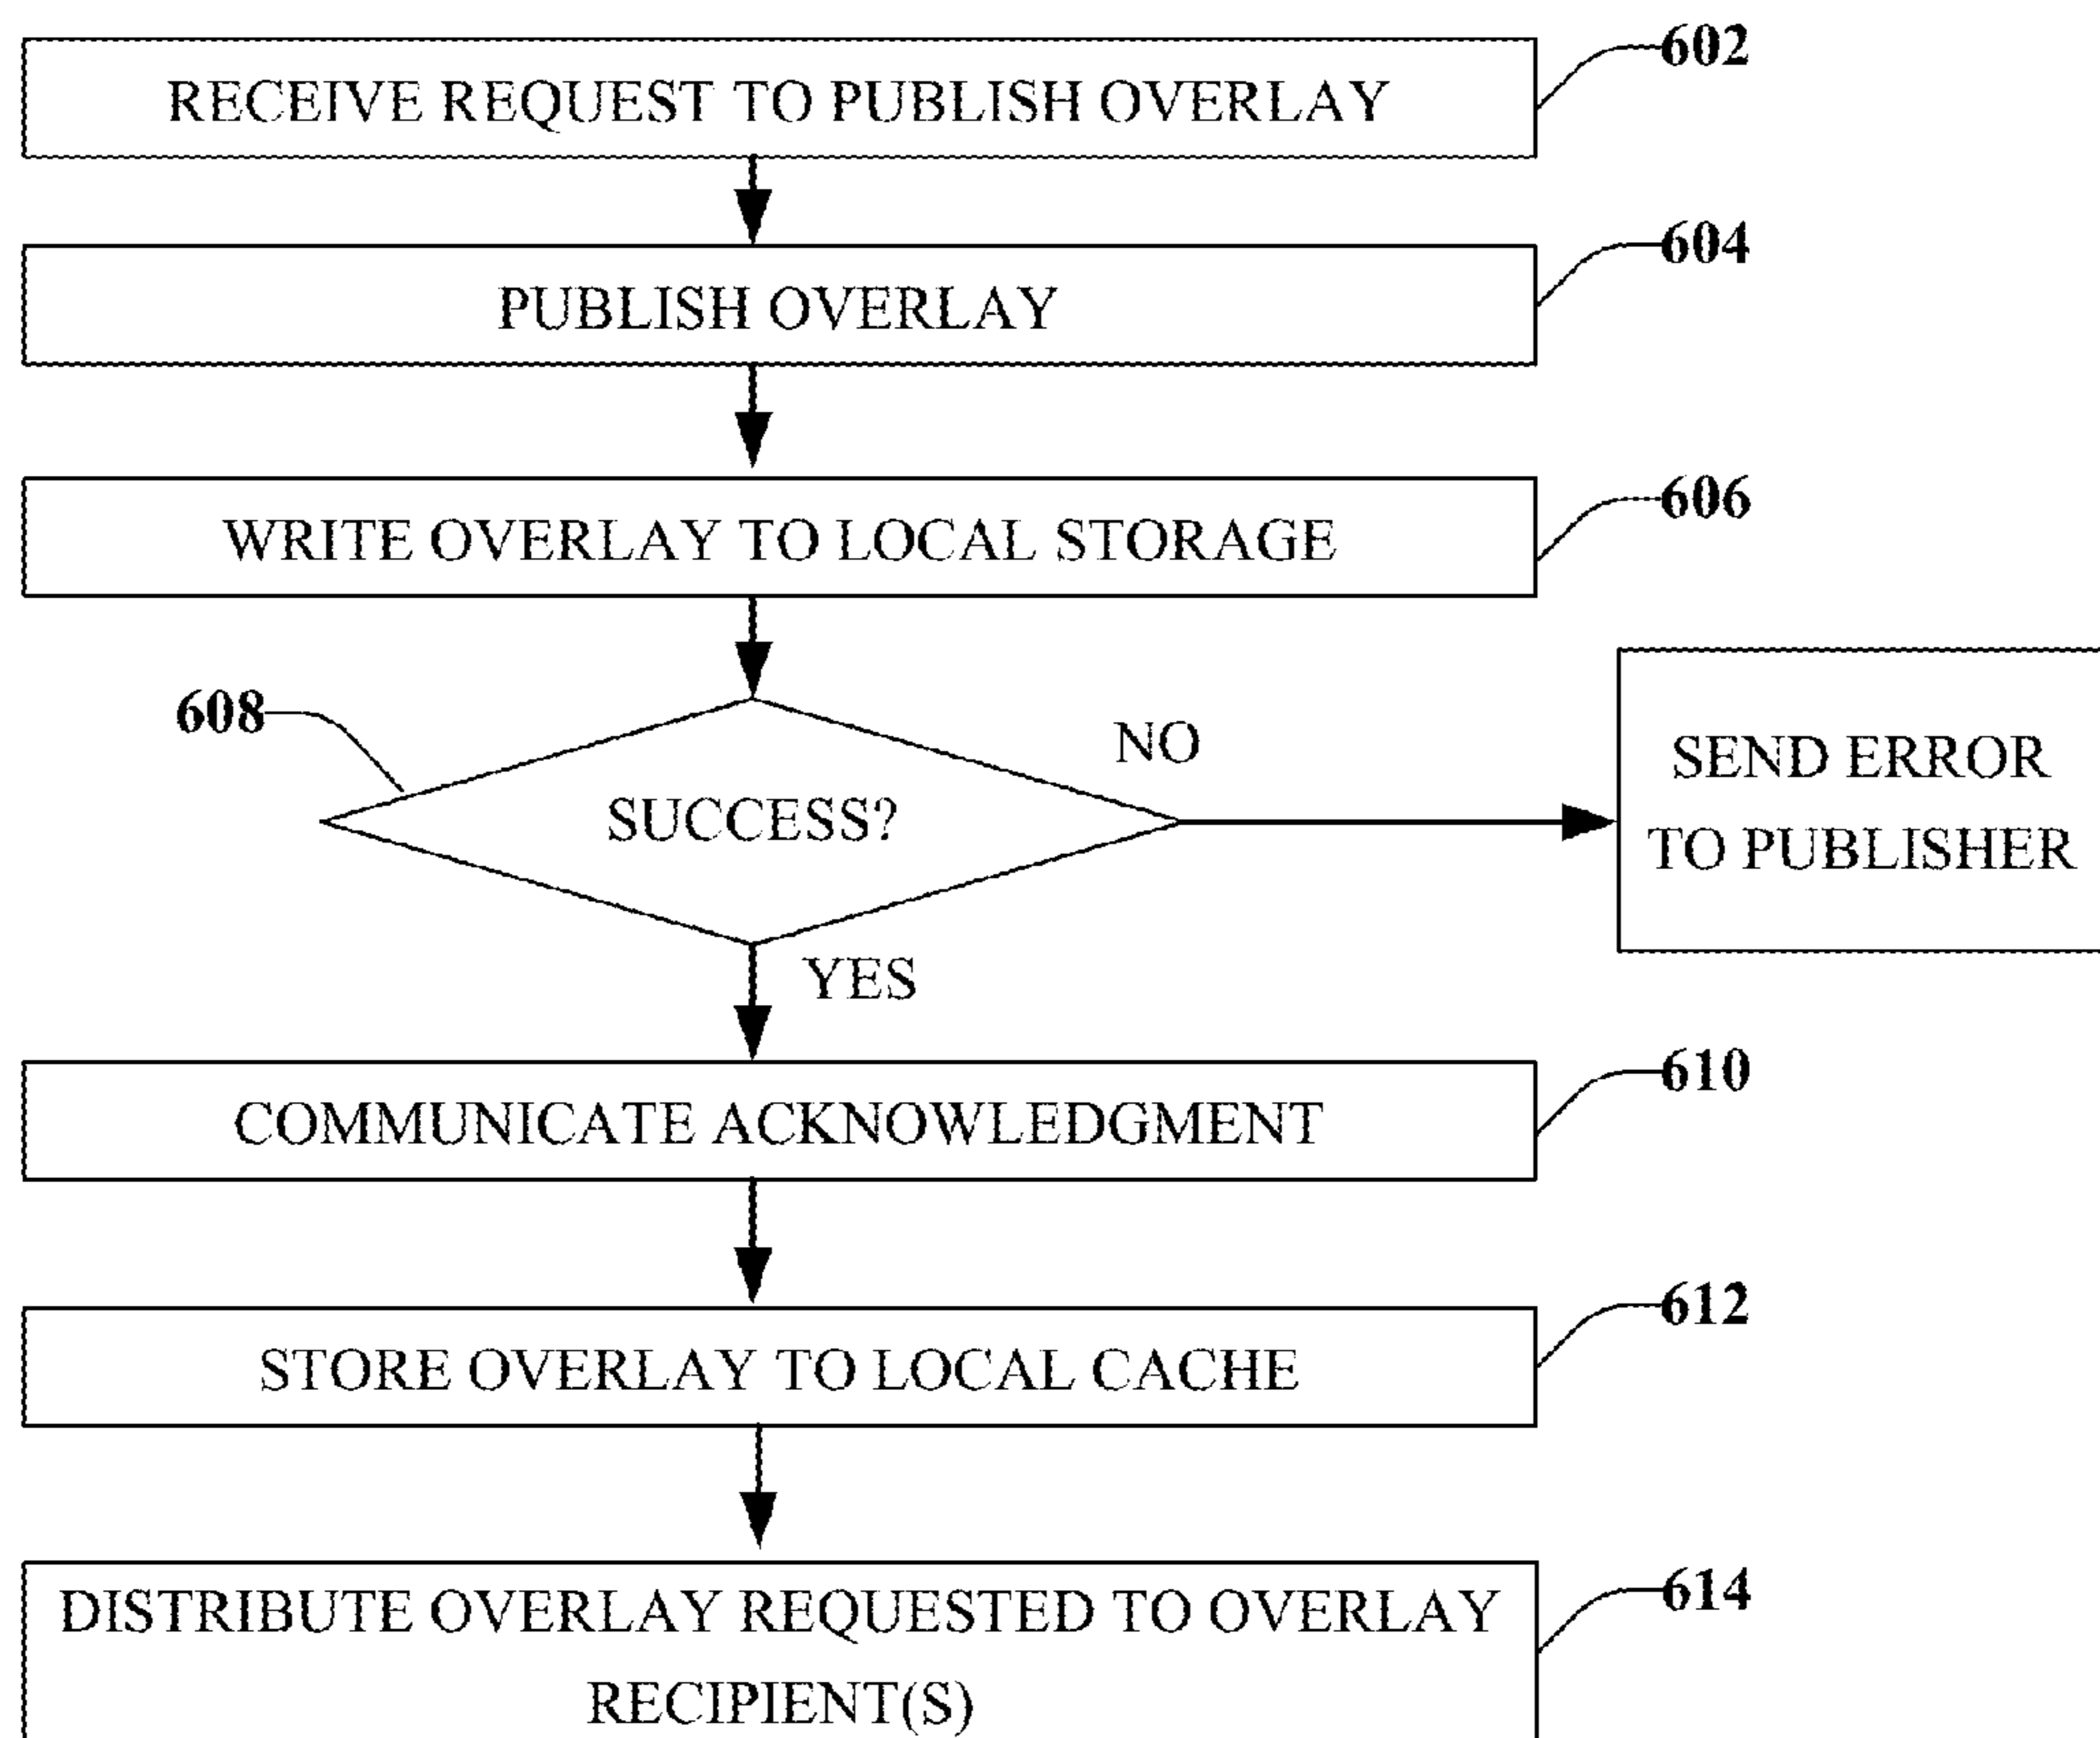 602
RECEIVE REQUEST TO PUBLISH OVERLAY
604
PUBLISH OVERLAY
606
WRITE OVERLAY TO LOCAL STORAGE
608
NO
SUCCESS?
SEND ERROR
TO PUBLISHER
YES
610
COMMUNICATE ACKNOWLEDGMENT
612
STORE OVERLAY TO LOCAL CACHE
614
DISTRIBUTE OVERLAY REQUESTED TO OVERLAY
RECIPIENT(S)